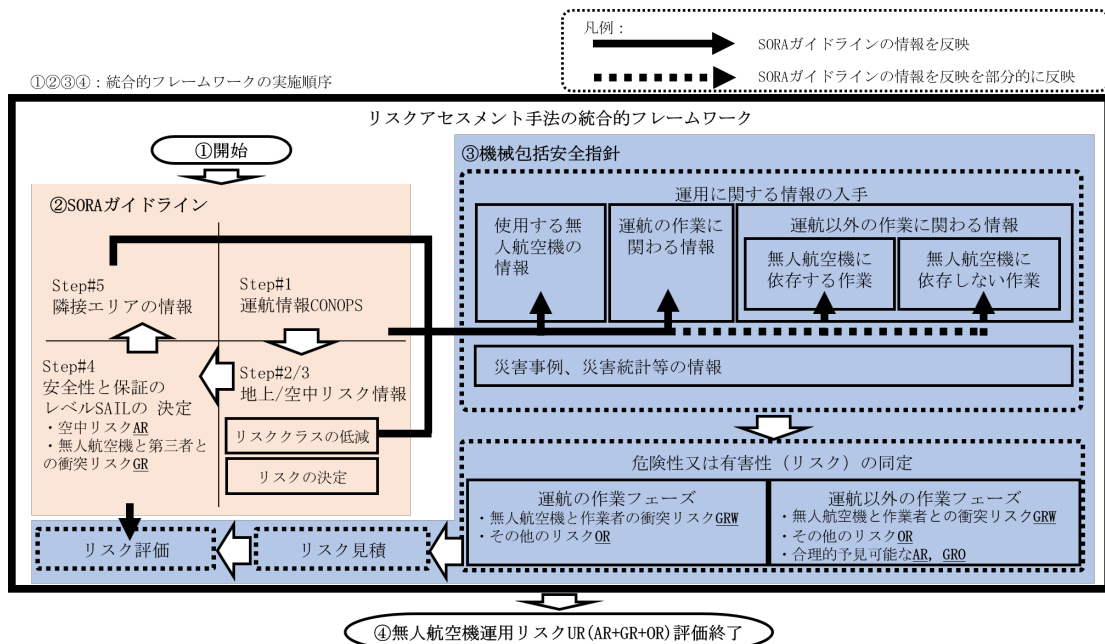 凡例：
SORAガイドラインの情報を反映
SORAガイドラインの情報を反映を部分的に反映
①②③④：統合的フレームワークの実施順序
リスクアセスメント手法の統合的フレームワーク
①開始
②SORAガイドライン
Step#5
隣接エリアの情報
Step#1
運航情報CONOPS
Step#4
安全性と保証の
レベルSAILの 決定
・空中リスクAR
・無人航空機と第三者と
の衝突リスクGR
Step#2/3
地上/空中リスク情報
リスククラスの低減
リスクの決定
③機械包括安全指針
運用に関する情報の入手
使用する無
人航空機の
情報
運航の作業に
関わる情報
運航以外の作業に関わる情報
無人航空機に
依存する作業
無人航空機に
依存しない作業
災害事例、災害統計等の情報
危険性又は有害性（リスク）の同定
運航の作業フェーズ
・無人航空機と作業者の衝突リスクGRW
・その他のリスクOR
運航以外の作業フェーズ
・無人航空機と作業者との衝突リスクGRW
・その他のリスクOR
・合理的予見可能なAR, GRO
リスク見積
リスク評価
④無人航空機運用リスクUR(AR+GR+OR)評価終了